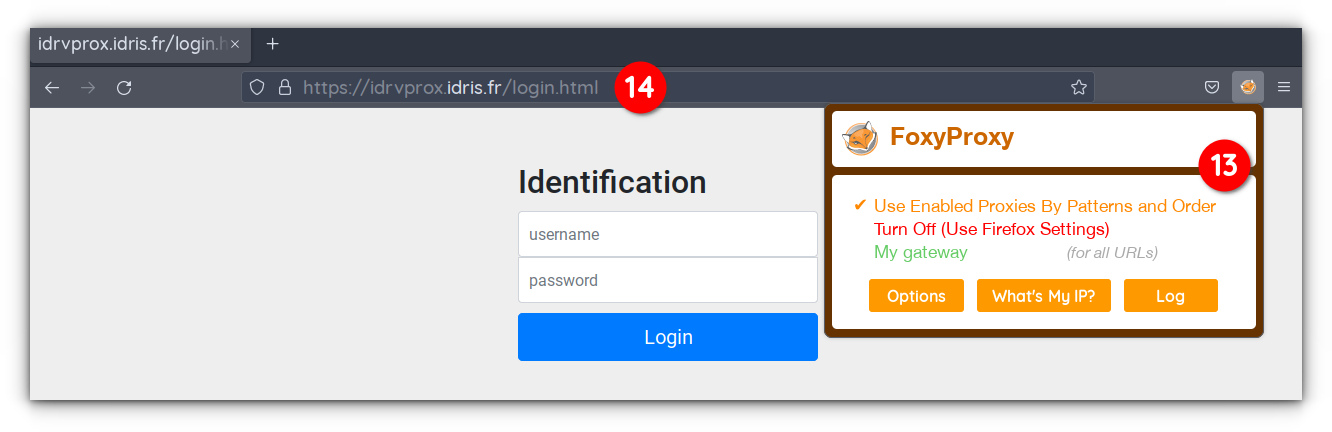 idrvprox.idris.fr/login.h
https://idrvprox.idris.fr/login.html
14
FoxyProxy
13
Identification
username
password
Login
✔ Use Enabled Proxies By Patterns and Order
Turn Off (Use Firefox Settings)
My gateway (for all URLs)
Options What's My IP? Log